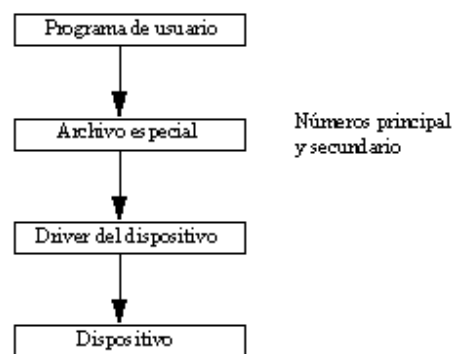 Programa de usuario
Archivo especial
Números principal
y secundario
Driver del dispositivo
Dispositivo